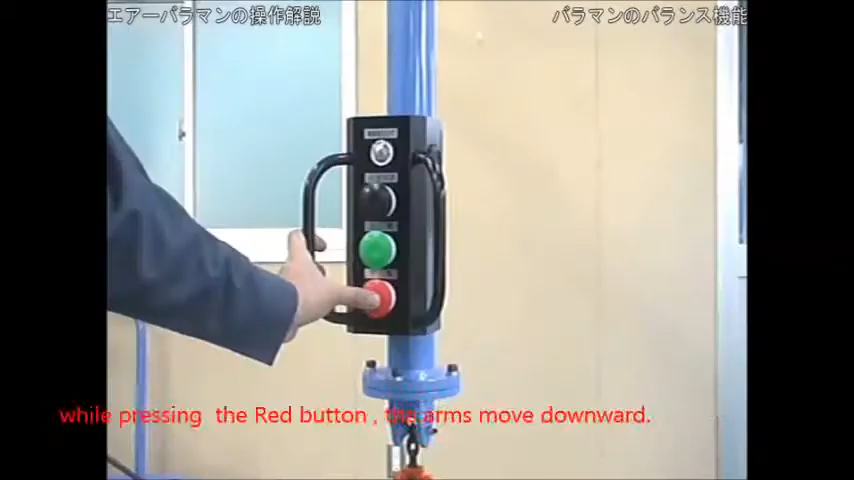 エアーバラマンの操作解説
バラマンのバランス機能
while pressing the Red button , the arms move downward.